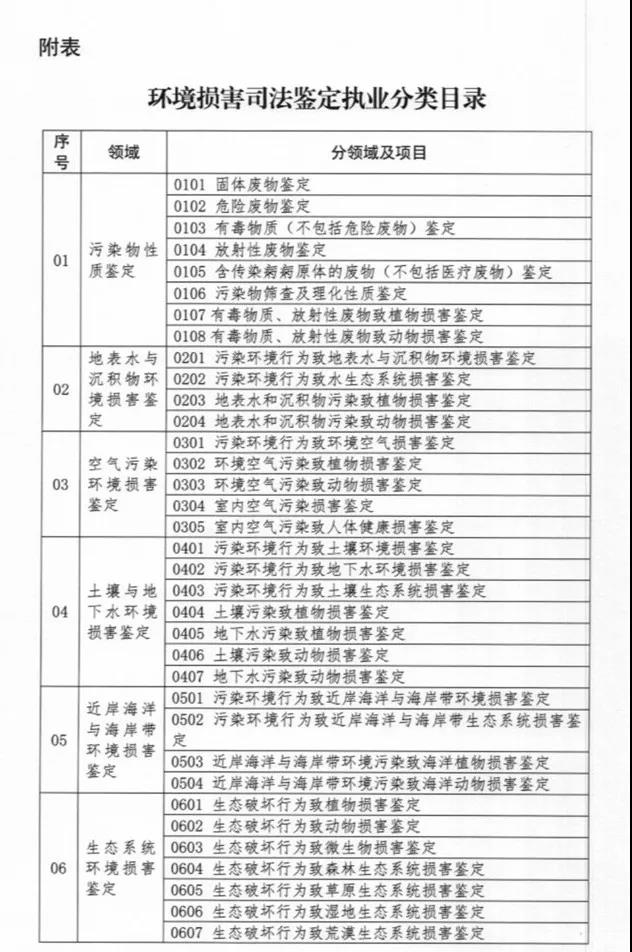 附表
环境损害司法鉴定执业分类目录
序
号
领域
分领域及项目
01
污染物性
质鉴定
0101 固体废物鉴定
0102 危险废物鉴定
0103 有毒物质（不包括危险废物）鉴定
0104 放射性废物鉴定
0105 含传染病病原体的废物（不包括医疗废物）鉴定
0106 污染物筛查及理化性质鉴定
0107 有毒物质、放射性废物致植物损害鉴定
0108 有毒物质、放射性废物致动物损害鉴定
02
地表水与
沉积物环
境损害鉴
定
0201 污染环境行为致地表水与沉积物环境损害鉴定
0202 污染环境行为致水生态系统损害鉴定
0203 地表水和沉积物污染致植物损害鉴定
0204 地表水和沉积物污染致动物损害鉴定
03
空气污染
环境损害
鉴定
0301 污染环境行为致环境空气损害鉴定
0302 环境空气污染致植物损害鉴定
0303 环境空气污染致动物损害鉴定
0304 室内空气污染损害鉴定
0305 室内空气污染致人体健康损害鉴定
04
土壤与地
下水环境
损害鉴定
0401 污染环境行为致土壤环境损害鉴定
0402 污染环境行为致地下水环境损害鉴定
0403 污染环境行为致土壤生态系统损害鉴定
0404 土壤污染致植物损害鉴定
0405 地下水污染致植物损害鉴定
0406 土壤污染致动物损害鉴定
0407 地下水污染致动物损害鉴定
05
近岸海洋
与海岸带
环境损害
鉴定
0501 污染环境行为致近岸海洋与海岸带环境损害鉴定
0502 污染环境行为致近岸海洋与海岸带生态系统损害鉴
定
0503 近岸海洋与海岸带环境污染致海洋植物损害鉴定
0504 近岸海洋与海岸带环境污染致海洋动物损害鉴定
06
生态系统
环境损害
鉴定
0601 生态破坏行为致植物损害鉴定
0602 生态破坏行为致动物损害鉴定
0603 生态破坏行为致微生物损害鉴定
0604 生态破坏行为致森林生态系统损害鉴定
0605 生态破坏行为致草原生态系统损害鉴定
0606 生态破坏行为致湿地生态系统损害鉴定
0607 生态破坏行为致荒漠生态系统损害鉴定